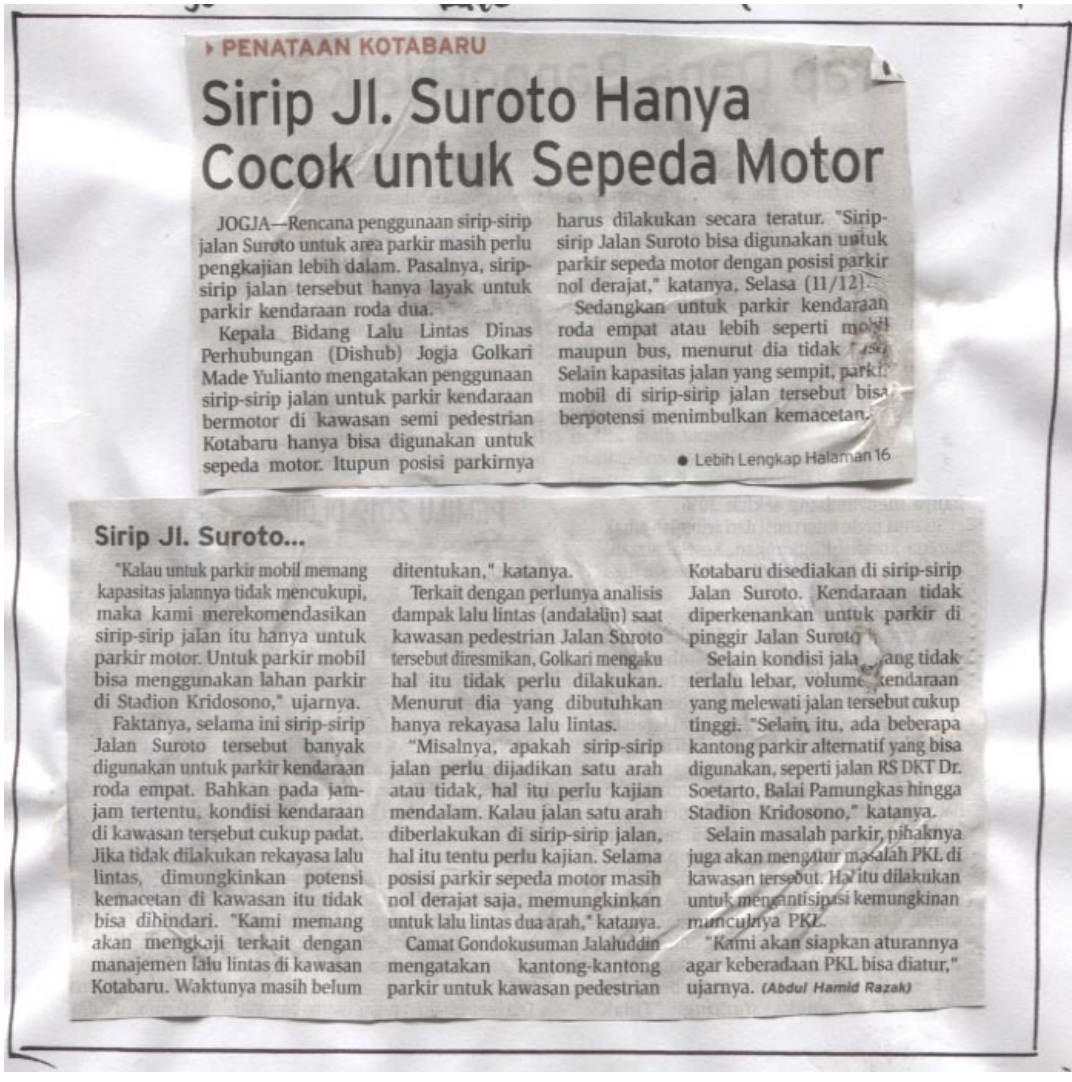 PENATAAN KOTABARU
Sirip Jl. Suroto Hanya
Cocok untuk Sepeda Motor
JOGJA—Rencana penggunaan sirip-sirip
jalan Suroto untuk area parkir masih perlu
pengkajian lebih dalam. Pasalnya, sirip-
sirip jalan tersebut hanya layak untuk
parkir kendaraan roda dua.
Kepala Bidang Lalu Lintas Dinas
Perhubungan (Dishub) Jogja Golkari
Made Yulianto mengatakan penggunaan
sirip-sirip jalan untuk parkir kendaraan
bermotor di kawasan semi pedestrian
Kotabaru hanya bisa digunakan untuk
sepeda motor. Itupun posisi parkirnya
harus dilakukan secara teratur. "Sirip-
sirip Jalan Suroto bisa digunakan untuk
parkir sepeda motor dengan posisi parkir
nol derajat," katanya, Selasa (11/12).
Sedangkan untuk parkir kendaraan
roda empat atau lebih seperti mobil
maupun bus, menurut dia tidak
Selain kapasitas jalan yang sempit, parkir
mobil di sirip-sirip jalan tersebut bisa
berpotensi menimbulkan kemacetan.
● Lebih Lengkap Halaman 16
Sirip Jl. Suroto...
"Kalau untuk parkir mobil memang
kapasitas jalannya tidak mencukupi,
maka kami merekomendasikan
sirip-sirip jalan itu hanya untuk
parkir motor. Untuk parkir mobil
bisa menggunakan lahan parkir
di Stadion Kridosono," ujarnya.
Faktanya, selama ini sirip-sirip
Jalan Suroto tersebut banyak
digunakan untuk parkir kendaraan
roda empat. Bahkan pada jam-
jam tertentu, kondisi kendaraan
di kawasan tersebut cukup padat.
Jika tidak dilakukan rekayasa lalu
lintas, dimungkinkan potensi
kemacetan di kawasan itu tidak
bisa dihindari. "Kami memang
akan mengkaji terkait dengan
manajemen lalu lintas di kawasan
Kotabaru. Waktunya masih belum
ditentukan," katanya.
Terkait dengan perlunya analisis
dampak lalu lintas (andalalin) saat
kawasan pedestrian Jalan Suroto
tersebut diresmikan, Golkari mengaku
hal itu tidak perlu dilakukan.
Menurut dia yang dibutuhkan
hanya rekayasa lalu lintas.
"Misalnya, apakah sirip-sirip
jalan perlu dijadikan satu arah
atau tidak, hal itu perlu kajian
mendalam. Kalau jalan satu arah
diberlakukan di sirip-sirip jalan,
hal itu tentu perlu kajian. Selama
posisi parkir sepeda motor masih
nol derajat saja, memungkinkan
untuk lalu lintas dua arah," katanya.
Camat Gondokusuman Jalaluddin
mengatakan kantong-kantong
parkir untuk kawasan pedestrian
Kotabaru disediakan di sirip-sirip
Jalan Suroto. Kendaraan tidak
diperkenankan untuk parkir di
pinggir Jalan Suroto
Selain kondisi jalan yang tidak
terlalu lebar, volume kendaraan
yang melewati jalan tersebut cukup
tinggi. "Selain itu, ada beberapa
kantong parkir alternatif yang bisa
digunakan, seperti jalan RS DKT Dr.
Soetarto, Balai Pamungkas hingga
Stadion Kridosono," katanya.
Selain masalah parkir, pihaknya
juga akan mengatur masalah PKL di
kawasan tersebut. Hal itu dilakukan
untuk mengantisipasi kemungkinan
munculnya PKL.
"Kami akan siapkan aturannya
agar keberadaan PKL bisa diatur,"
ujarnya. (Abdul Hamid Razak)